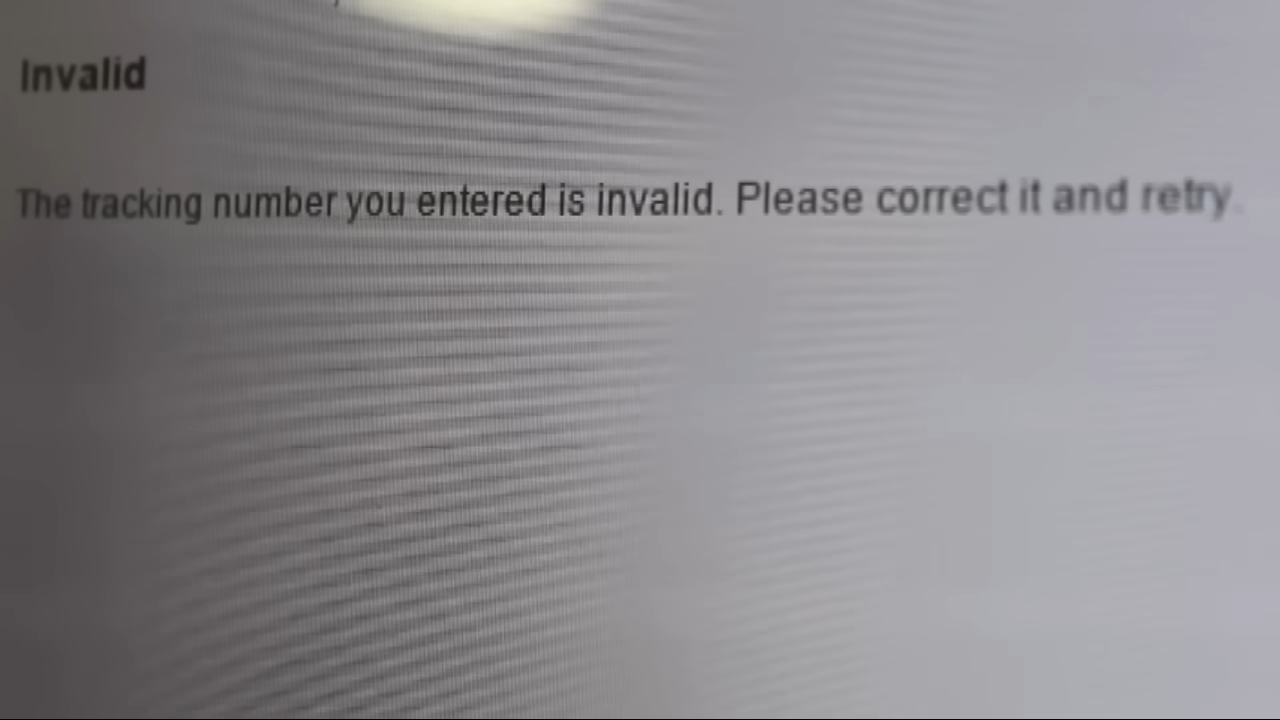 Invalid
The tracking number you entered is invalid. Please correct it and retry.